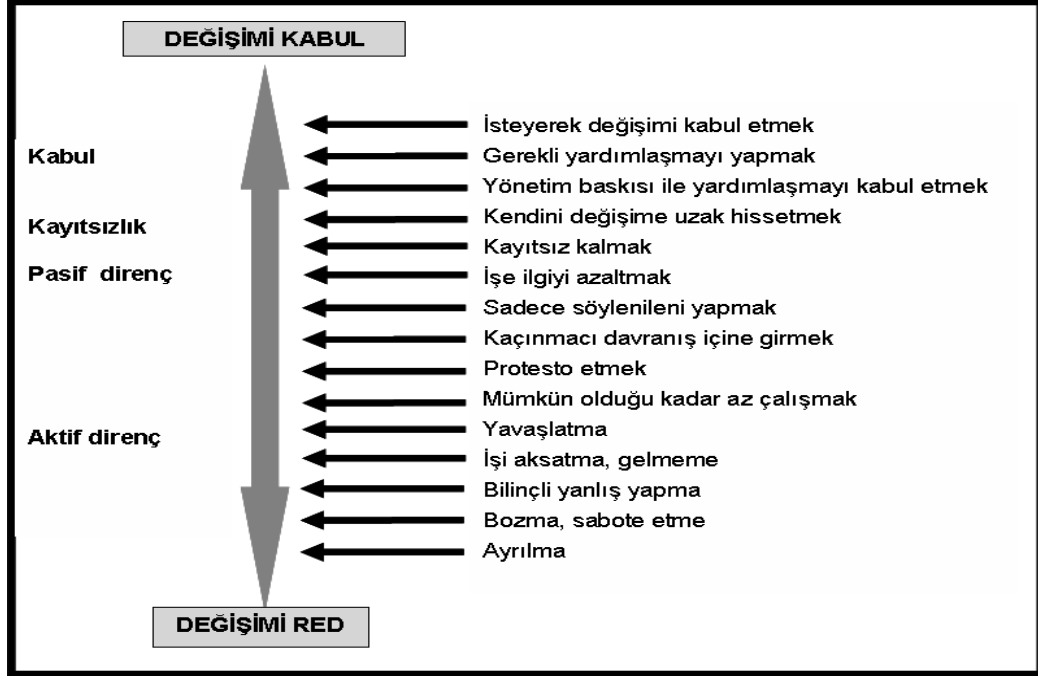 DEĞİŞİMİ KABUL
İsteyerek değişimi kabul etmek
Kabul
Gerekli yardımlaşmayı yapmak
Yönetim baskısı ile yardımlaşmayı kabul etmek
Kendini değişime uzak hissetmek
Kayıtsızlık
Kayıtsız kalmak
Pasif direnç
İşe ilgiyi azaltmak
Sadece söylenileni yapmak
Kaçınmacı davranış içine girmek
Protesto etmek
Mümkün olduğu kadar az çalışmak
Yavaşlatma
Aktif direnç
İşi aksatma, gelmeme
Bilinçli yanlış yapma
Bozma, sabote etme
Ayrılma
DEĞİŞİMİ RED